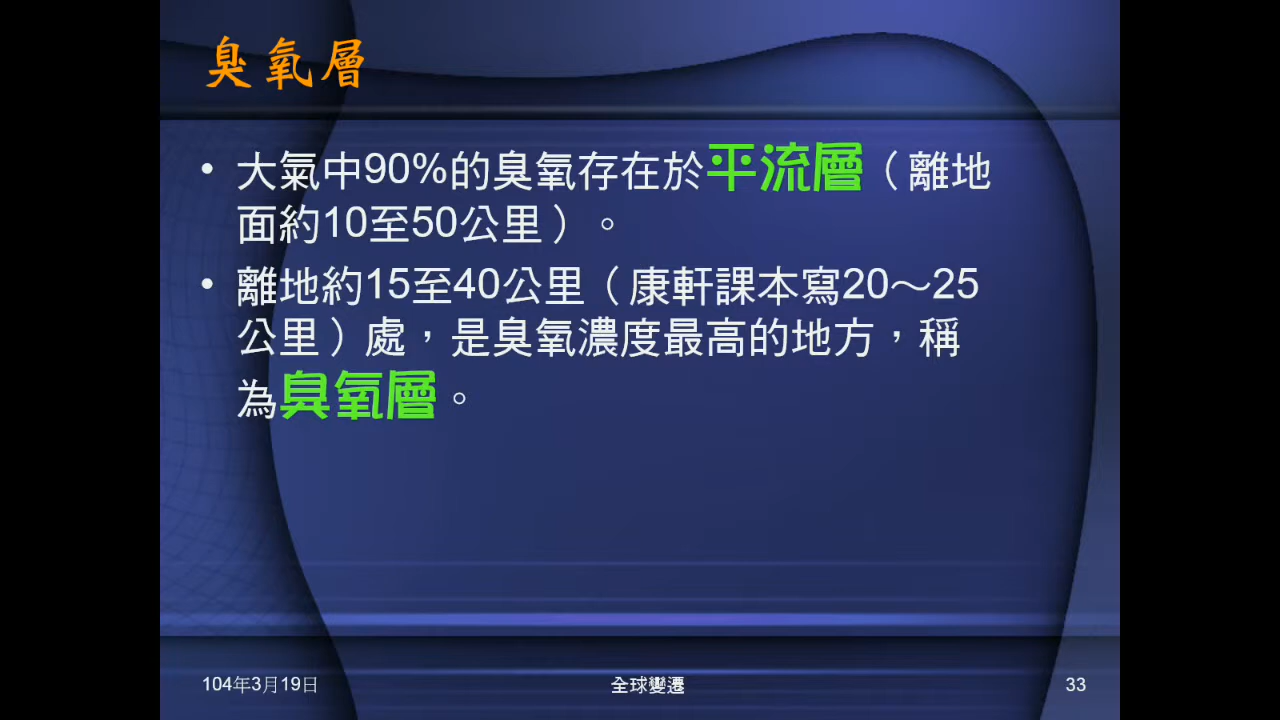 臭氧層
• 大氣中90%的臭氧存在於平流層（離地
面約10至50公里）。
• 離地約15至40公里（康軒課本寫20～25
公里）處，是臭氧濃度最高的地方，稱
為臭氧層。
104年3月19日
全球變遷
33